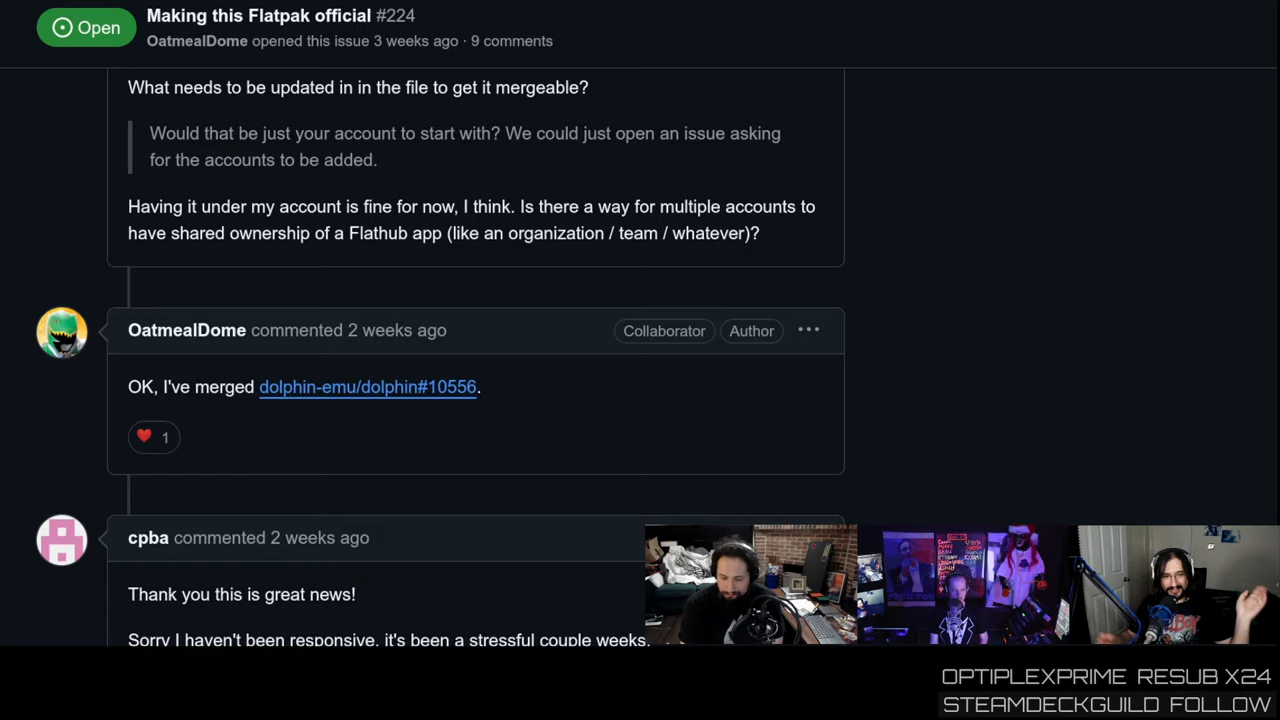 Making this Flatpak official #224
Open
OatmealDome opened this issue 3 weeks ago · 9 comments
What needs to be updated in in the file to get it mergeable?
Would that be just your account to start with? We could just open an issue asking
for the accounts to be added.
Having it under my account is fine for now, I think. Is there a way for multiple accounts to
have shared ownership of a Flathub app (like an organization / team / whatever)?
OatmealDome commented 2 weeks ago Collaborator Author ···
OK, I've merged dolphin-emu/dolphin#10556.
❤️ 1
cpba commented 2 weeks ago
Thank you this is great news!
Sorry I haven't been responsive, it's been a stressful couple weeks.
OPTIPLEXPRIME RESUB X24
STEAMDECKGUILD FOLLOW